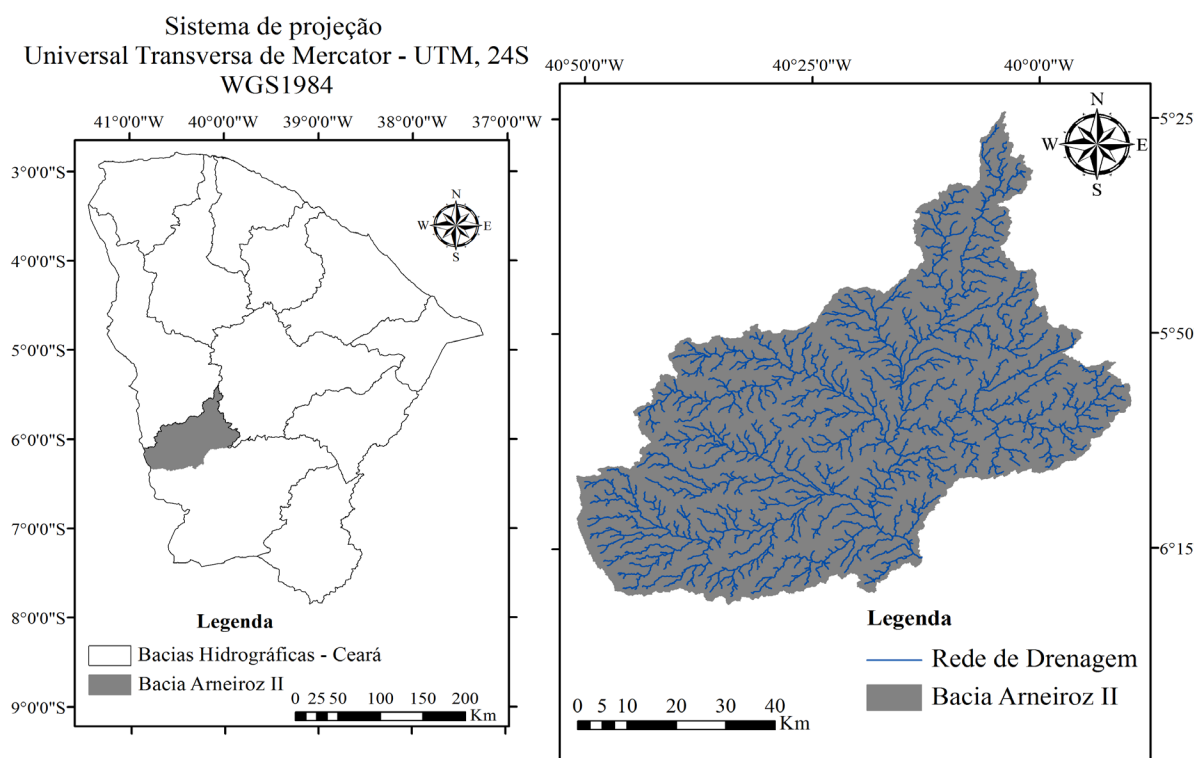 Sistema de projeção
Universal Transversa de Mercator - UTM, 24S
WGS1984
41°0'0"W 40°0'0"W 39°0'0"W 38°0'0"W 37°0'0"W
3°0'0"S
4°0'0"S
5°0'0"S
6°0'0"S
7°0'0"S
8°0'0"S
9°0'0"S
N
W E
S
Legenda
Bacias Hidrográficas - Ceará
Bacia Arneiroz II
0 25 50 100 150 200
Km
40°50'0"W 40°25'0"W 40°0'0"W
5°25
5°50
6°15
N
W E
S
Legenda
Rede de Drenagem
Bacia Arneiroz II
0 5 10 20 30 40
Km